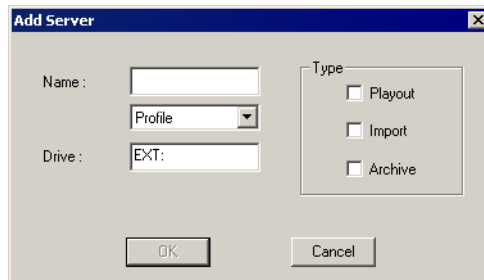 Add Server
Name :
Profile
Drive :
EXT:
Type
Playout
Import
Archive
OK
Cancel